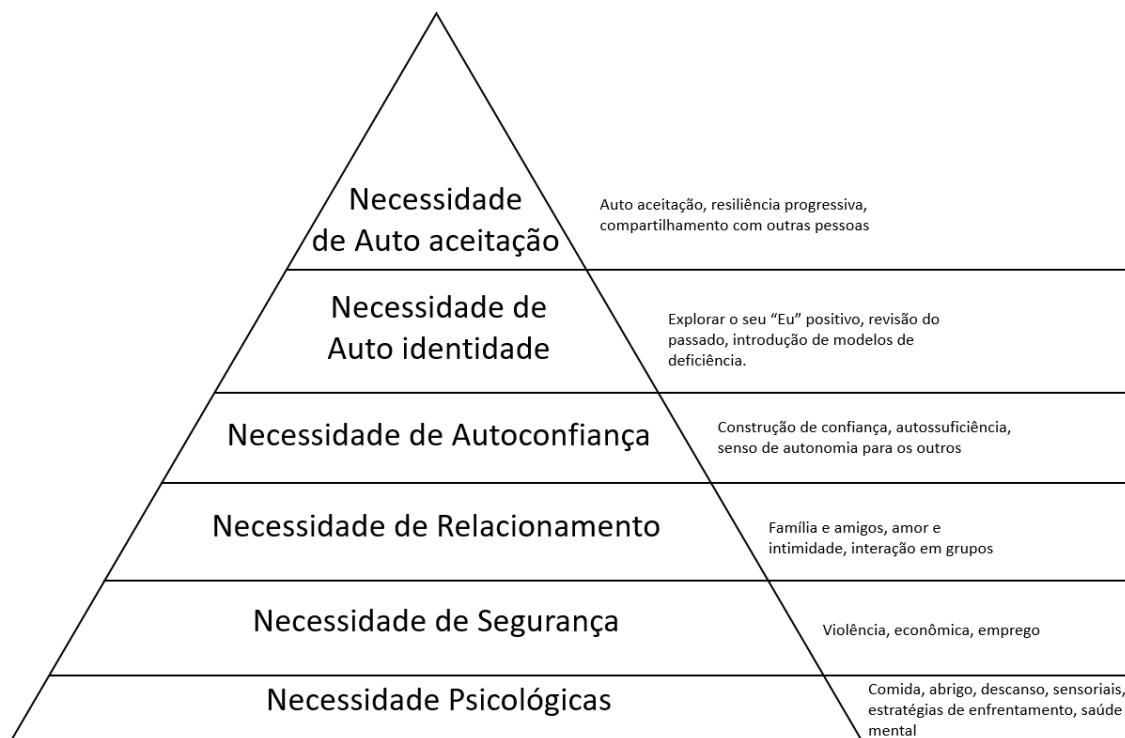 Necessidade
de Auto aceitação
Auto aceitação, resiliência progressiva,
compartilhamento com outras pessoas
Necessidade de
Auto identidade
Explorar o seu “Eu” positivo, revisão do
passado, introdução de modelos de
deficiência.
Necessidade de Autoconfiança
Construção de confiança, autossuficiência,
senso de autonomia para os outros
Necessidade de Relacionamento
Família e amigos, amor e
intimidade, interação em grupos
Necessidade de Segurança
Violência, econômica, emprego
Necessidade Psicológicas
Comida, abrigo, descanso, sensoriais,
estratégias de enfrentamento, saúde
mental